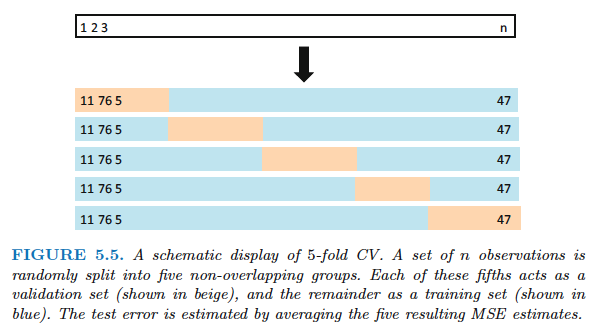 1 2 3 n
11 76 5 47
11 76 5 47
11 76 5 47
11 76 5 47
11 76 5 47
FIGURE 5.5. A schematic display of 5-fold CV. A set of n observations is
randomly split into five non-overlapping groups. Each of these fifths acts as a
validation set (shown in beige), and the remainder as a training set (shown in
blue). The test error is estimated by averaging the five resulting MSE estimates.